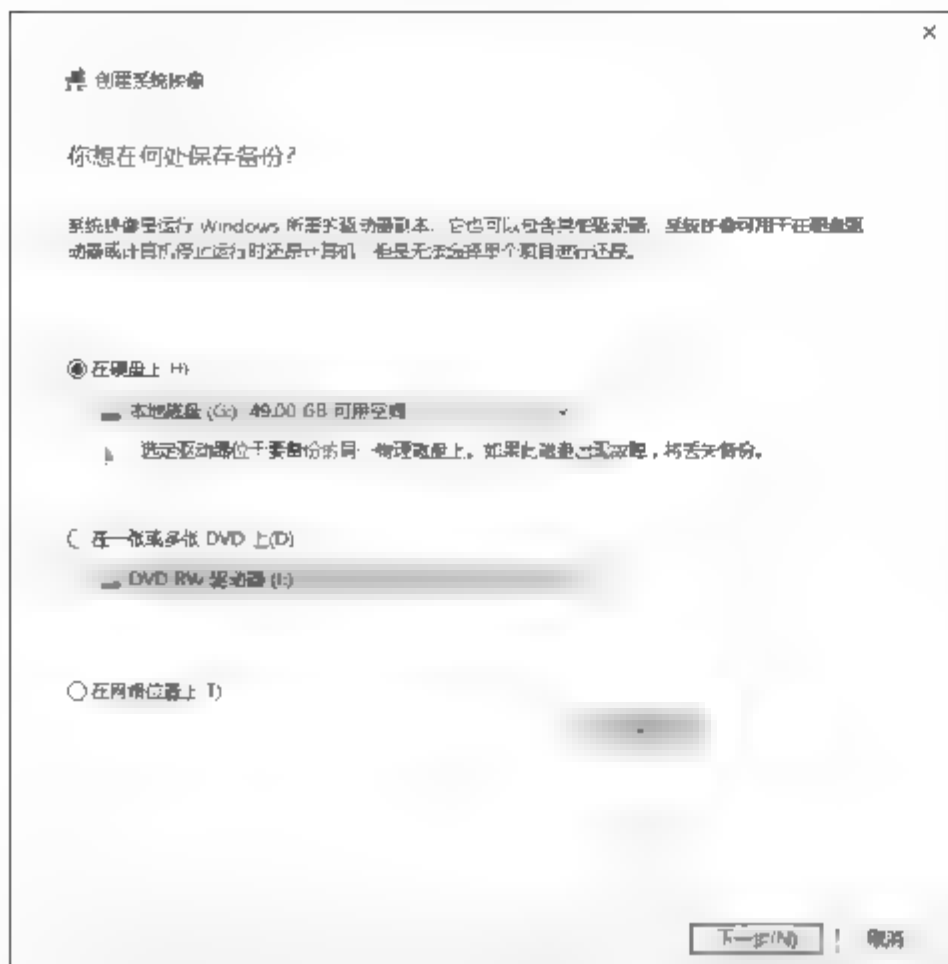 创建系统映像
你想在何处保存备份?
系统映像是运行 Windows 所需的驱动器副本。它也可以包含其他驱动器。系统映像可用于在硬盘驱
动器或计算机停止运行时还原计算机，但是无法选择单个项目进行还原。
在硬盘上(H)
本地磁盘 (G:) 49.00 GB 可用空间
选定驱动器位于要备份的同一物理磁盘上。如果此磁盘出现故障，将丢失备份。
在一张或多张 DVD 上(D)
DVD RW 驱动器 (I:)
在网络位置上(T)
下一步(N) 取消